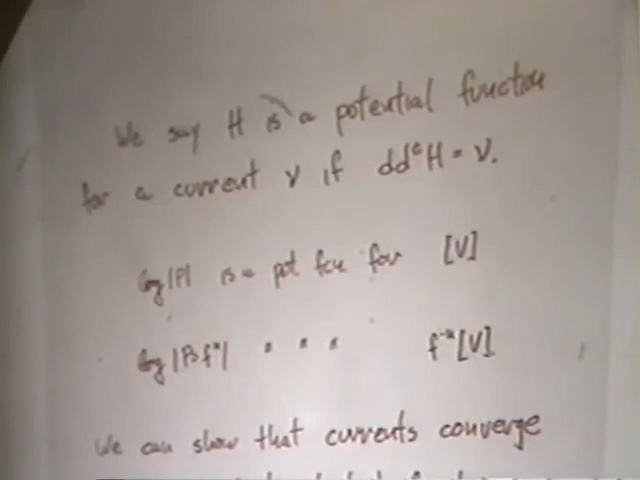 We say H is a potential function
for a current ν if dd^c H = ν.
log |P| is a pot fcn for [V]
log |P∘f^n| " " " f^{-n}[V]
We can show that currents converge